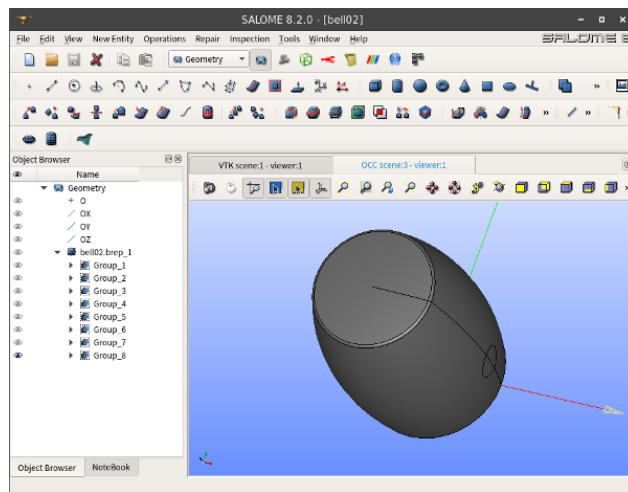 SALOME 8.2.0 - [bell02]
File Edit View New Entity Operations Repair Inspection Tools Window Help
Geometry
Object Browser
VTK scene:1 - viewer:1
OCC scene:3 - viewer:1
Name
Geometry
O
OX
OY
OZ
bell02.brep_1
Group_1
Group_2
Group_3
Group_4
Group_5
Group_6
Group_7
Group_8
Object Browser
NoteBook